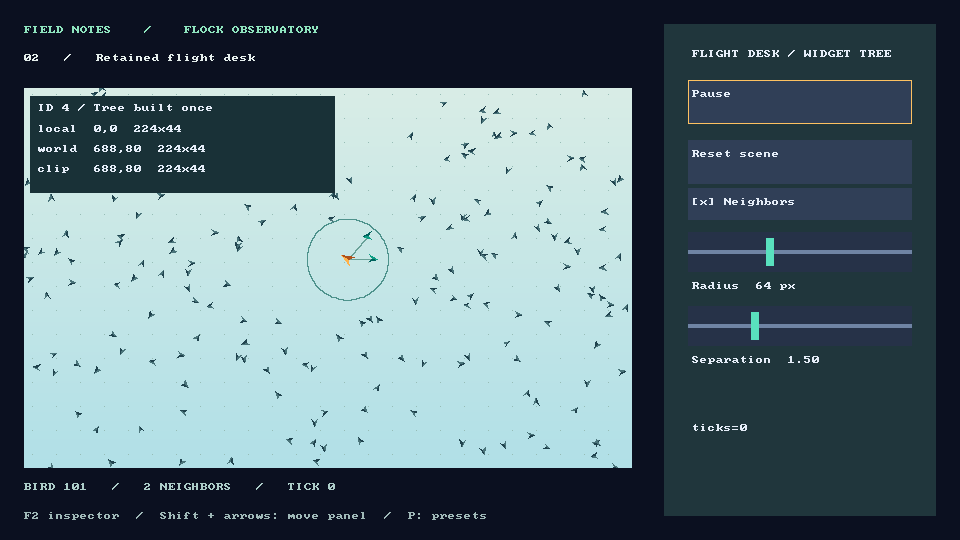 FIELD NOTES / FLOCK OBSERVATORY
02 / Retained flight desk
ID 4 / Tree built once
local 0,0 224x44
world 688,80 224x44
clip 688,80 224x44
BIRD 101 / 2 NEIGHBORS / TICK 0
F2 inspector / Shift + arrows: move panel / P: presets
FLIGHT DESK / WIDGET TREE
Pause
Reset scene
[x] Neighbors
Radius 64 px
Separation 1.50
ticks=0